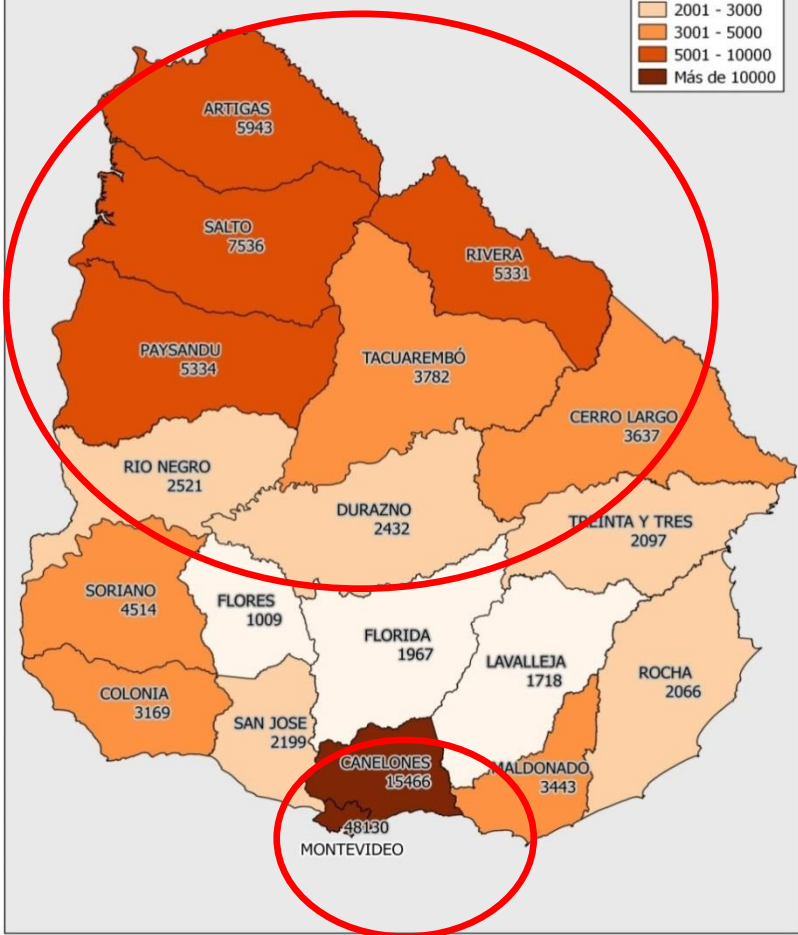 2001 - 3000
3001 - 5000
5001 - 10000
Más de 10000
ARTIGAS
5943
SALTO
7536
RIVERA
5331
PAYSANDU
5334
TACUAREMBÓ
3782
CERRO LARGO
3637
RIO NEGRO
2521
DURAZNO
2432
TREINTA Y TRES
2097
SORIANO
4514
FLORES
1009
FLORIDA
1967
LAVALLEJA
1718
ROCHA
2066
COLONIA
3169
SAN JOSE
2199
CANELONES
15466
MALDONADO
3443
48130
MONTEVIDEO